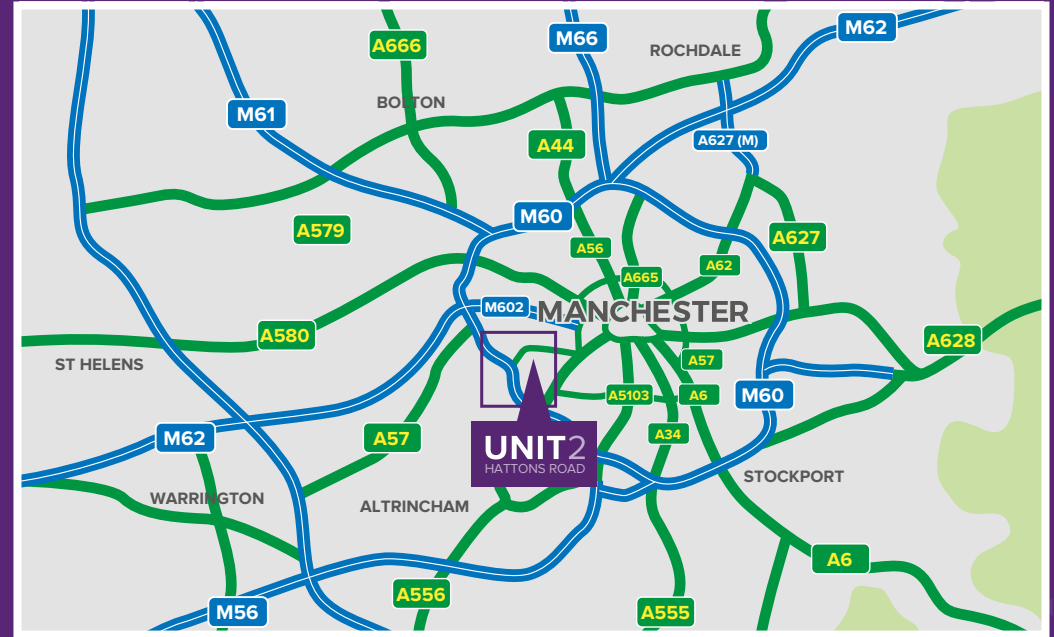 M62
M66
A666
ROCHDALE
BOLTON
M61
A627 (M)
A44
M60
A579
A627
A56
A62
A665
M602
MANCHESTER
A580
A628
ST HELENS
A57
A5103
A6
M60
A34
M62
A57
UNIT2
HATTONS ROAD
STOCKPORT
WARRINGTON
ALTRINCHAM
A6
A556
M56
A555